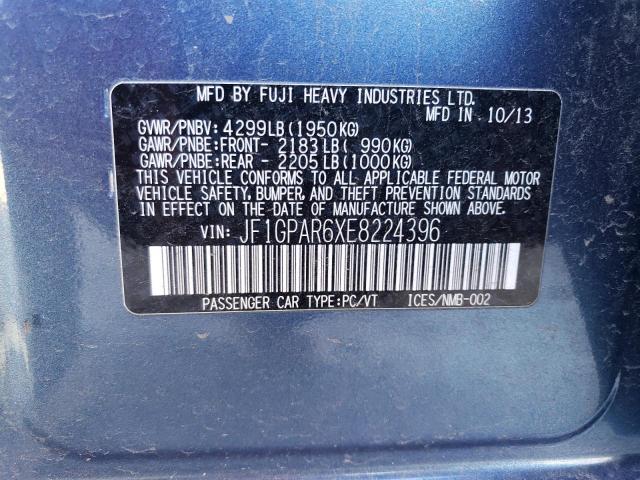 MFD BY FUJI HEAVY INDUSTRIES LTD.
MFD IN 10/13
GVWR/PNBV: 4299LB(1950KG)
GAWR/PNBE:FRONT- 2183LB( 990KG)
GAWR/PNBE:REAR - 2205LB(1000KG)
THIS VEHICLE CONFORMS TO ALL APPLICABLE FEDERAL MOTOR
VEHICLE SAFETY, BUMPER, AND THEFT PREVENTION STANDARDS
IN EFFECT ON THE DATE OF MANUFACTURE SHOWN ABOVE.
VIN: JF1GPAR6XE8224396
PASSENGER CAR TYPE:PC/VT ICES/NMB-002